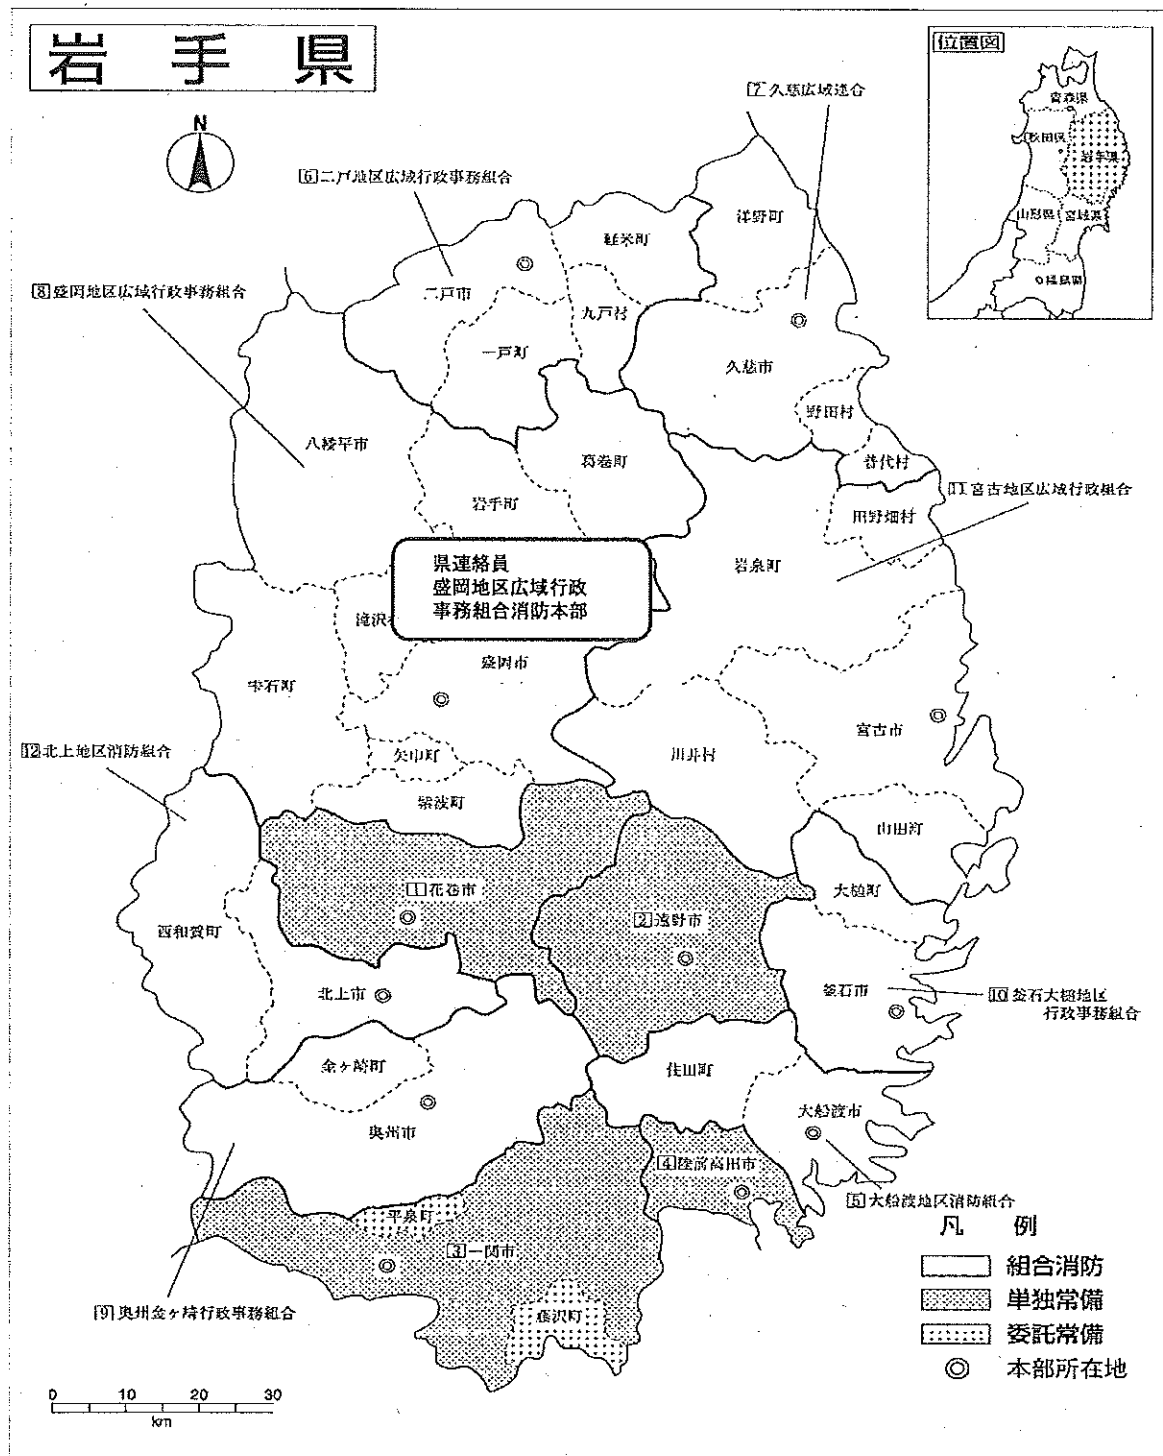 岩手県
位置図
青森県
秋田県
岩手県
山形県
宮城県
福島県
N
7 久慈広域連合
6 二戸地区広域行政事務組合
8 盛岡地区広域行政事務組合
洋野町
軽米町
二戸市
九戸村
一戸町
久慈市
野田村
普代村
八幡平市
葛巻町
岩手町
田野畑村
11 宮古地区広域行政組合
岩泉町
県連絡員
盛岡地区広域行政
事務組合消防本部
滝沢
盛岡市
雫石町
宮古市
川井村
12 北上地区消防組合
矢巾町
紫波町
山田町
1 花巻市
大槌町
2 遠野市
西和賀町
北上市
釜石市
10 釜石大槌地区
行政事務組合
金ヶ崎町
住田町
大船渡市
奥州市
4 陸前高田市
5 大船渡地区消防組合
平泉町
3 一関市
9 奥州金ヶ崎行政事務組合
藤沢町
凡例
組合消防
単独常備
委託常備
本部所在地
0 10 20 30
km